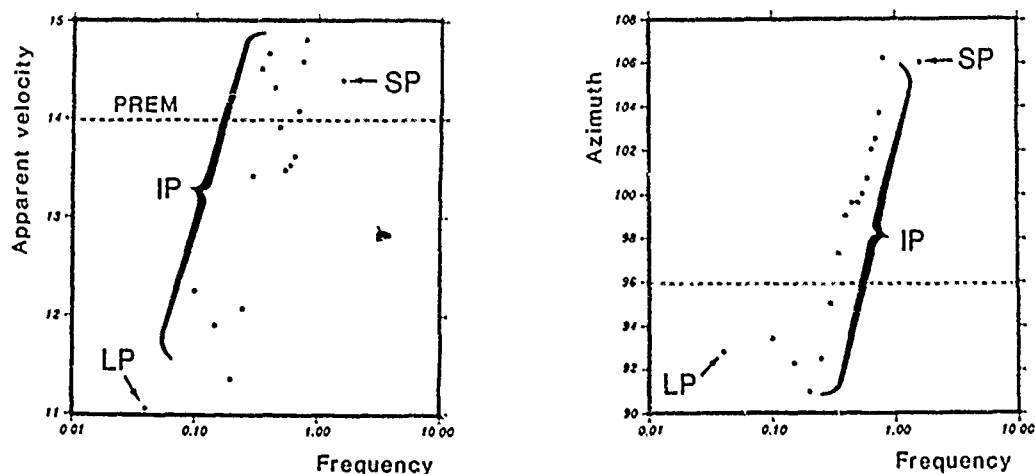 Apparent velocity
15
14
13
12
11
PREM
SP
IP
LP
0.01
0.10
1.00
10.00
Frequency
Azimuth
108
106
104
102
100
98
96
94
92
90
SP
IP
LP
0.01
0.10
1.00
10.00
Frequency